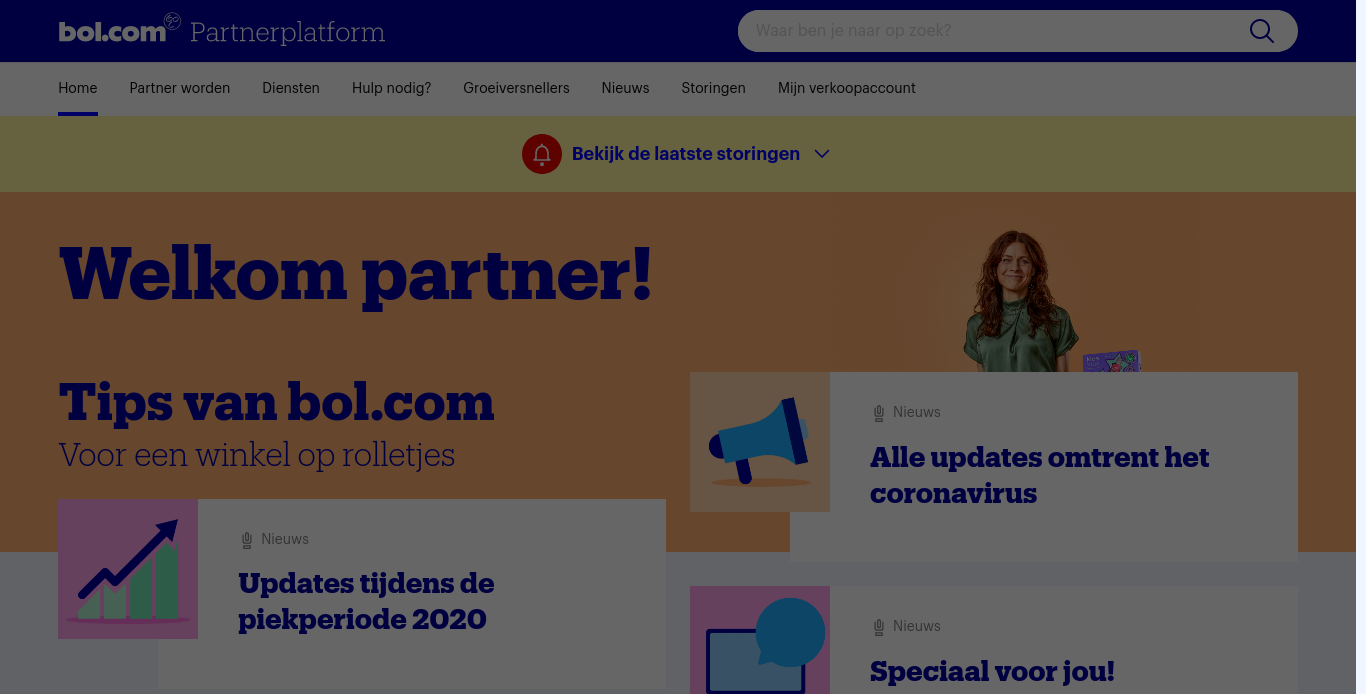 bol.com Partnerplatform
Waar ben je naar op zoek?
Home Partner worden Diensten Hulp nodig? Groeiversnellers Nieuws Storingen Mijn verkoopaccount
Bekijk de laatste storingen
Welkom partner!
Tips van bol.com
Voor een winkel op rolletjes
Nieuws
Alle updates omtrent het
coronavirus
Nieuws
Updates tijdens de
piekperiode 2020
Nieuws
Speciaal voor jou!